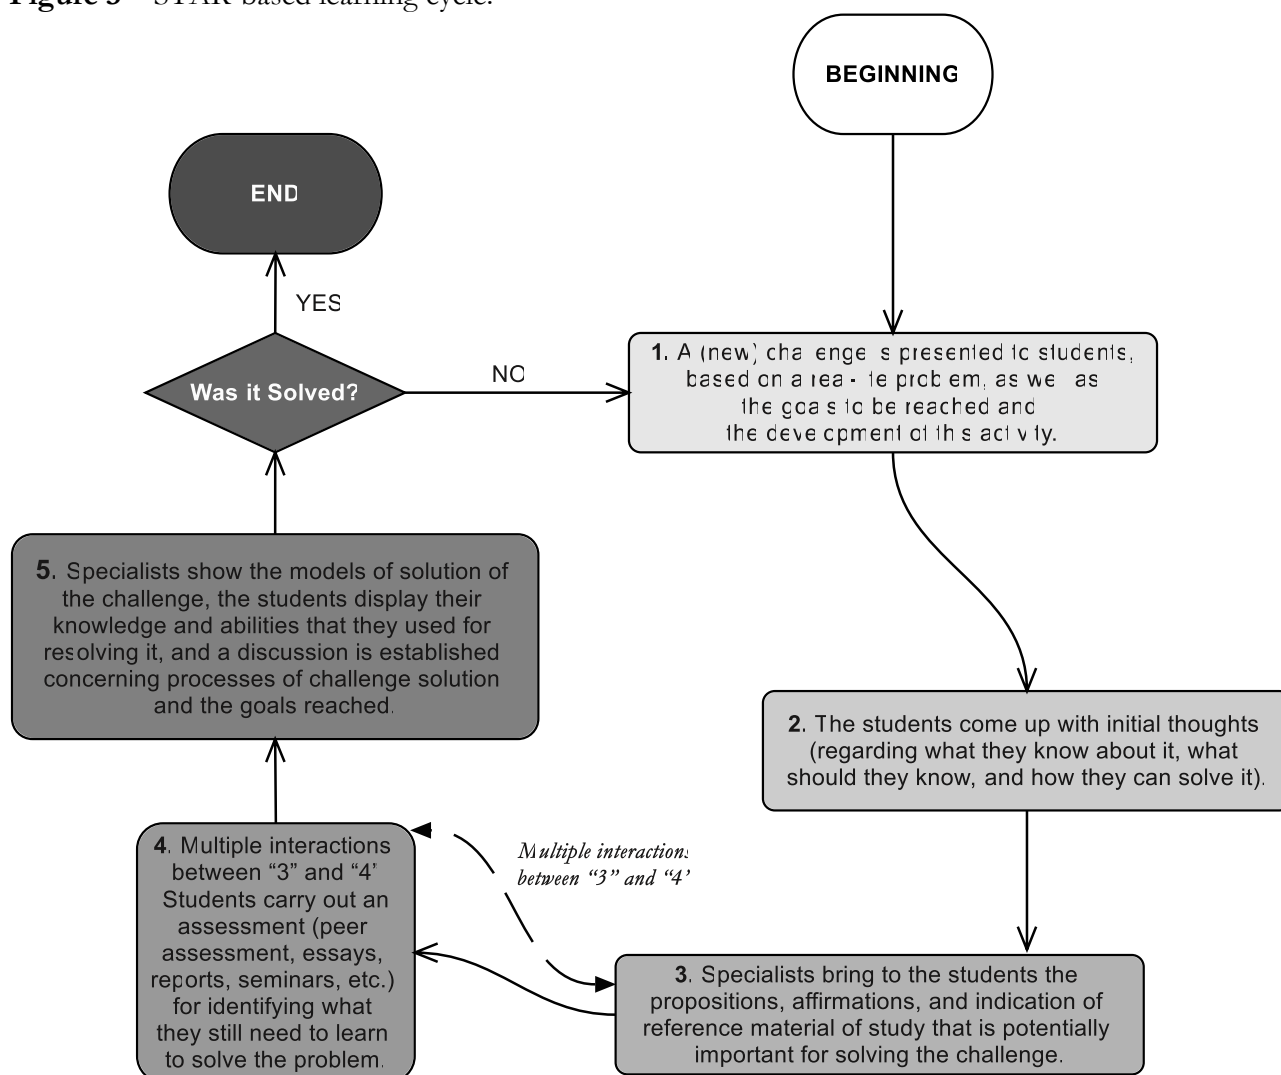 Figure 3 STAR-based learning cycle.
BEGINNING
END
YES
Was it Solved?
NO
1. A (new) challenge is presented to students,
based on a real-life problem, as well as
the goals to be reached and
the development of this activity.
5. Specialists show the models of solution of
the challenge, the students display their
knowledge and abilities that they used for
resolving it, and a discussion is established
concerning processes of challenge solution
and the goals reached.
2. The students come up with initial thoughts
(regarding what they know about it, what
should they know, and how they can solve it).
4. Multiple interactions
between “3” and “4”
Students carry out an
assessment (peer
assessment, essays,
reports, seminars, etc.)
for identifying what
they still need to learn
to solve the problem.
Multiple interactions
between “3” and “4”
3. Specialists bring to the students the
propositions, affirmations, and indication of
reference material of study that is potentially
important for solving the challenge.